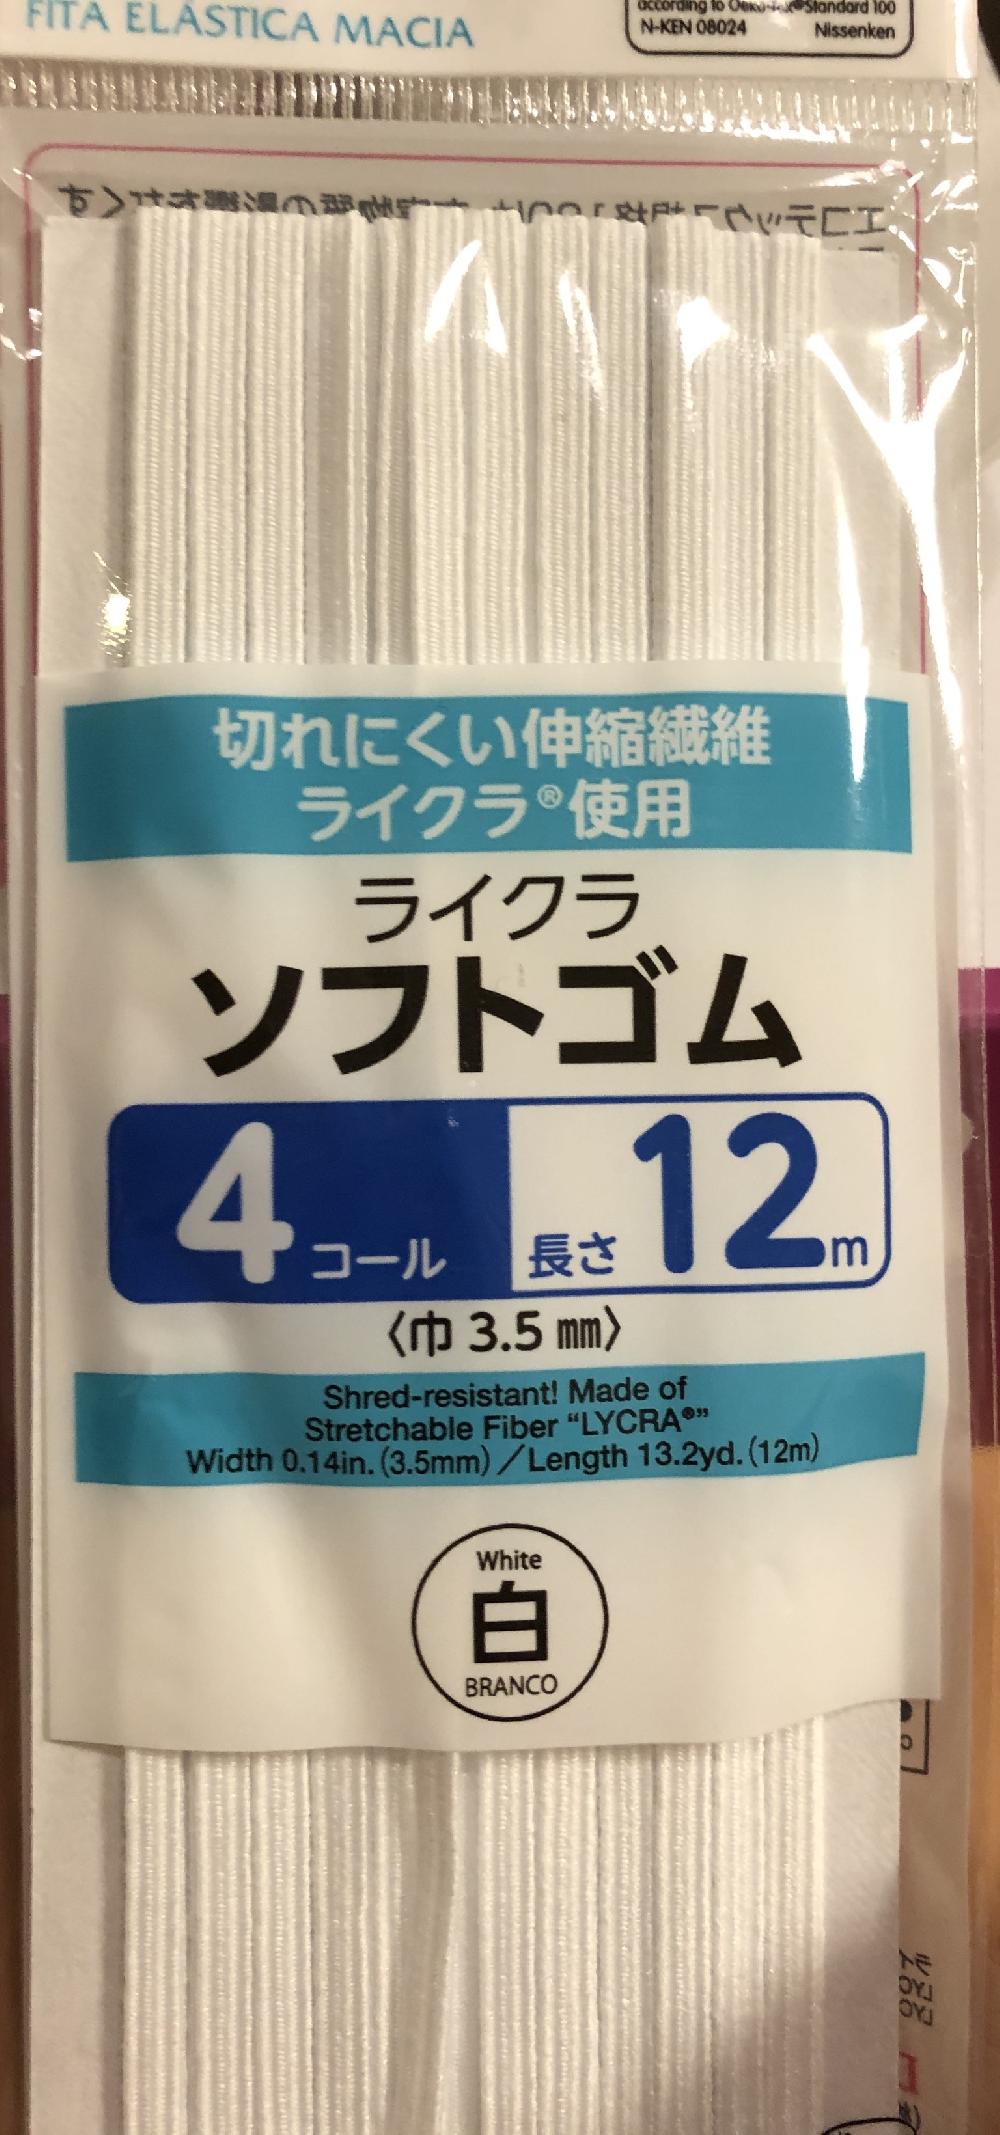 FITA ELÁSTICA MACIA
according to Oeko-Tex®Standard 100
N-KEN 08024 Nissenken
切れにくい伸縮繊維
ライクラ®使用
ライクラ
ソフトゴム
4コール 長さ12m
〈巾 3.5 ㎜〉
Shred-resistant! Made of
Stretchable Fiber “LYCRA®”
Width 0.14in.(3.5mm)／Length 13.2yd.(12m)
White
白
BRANCO